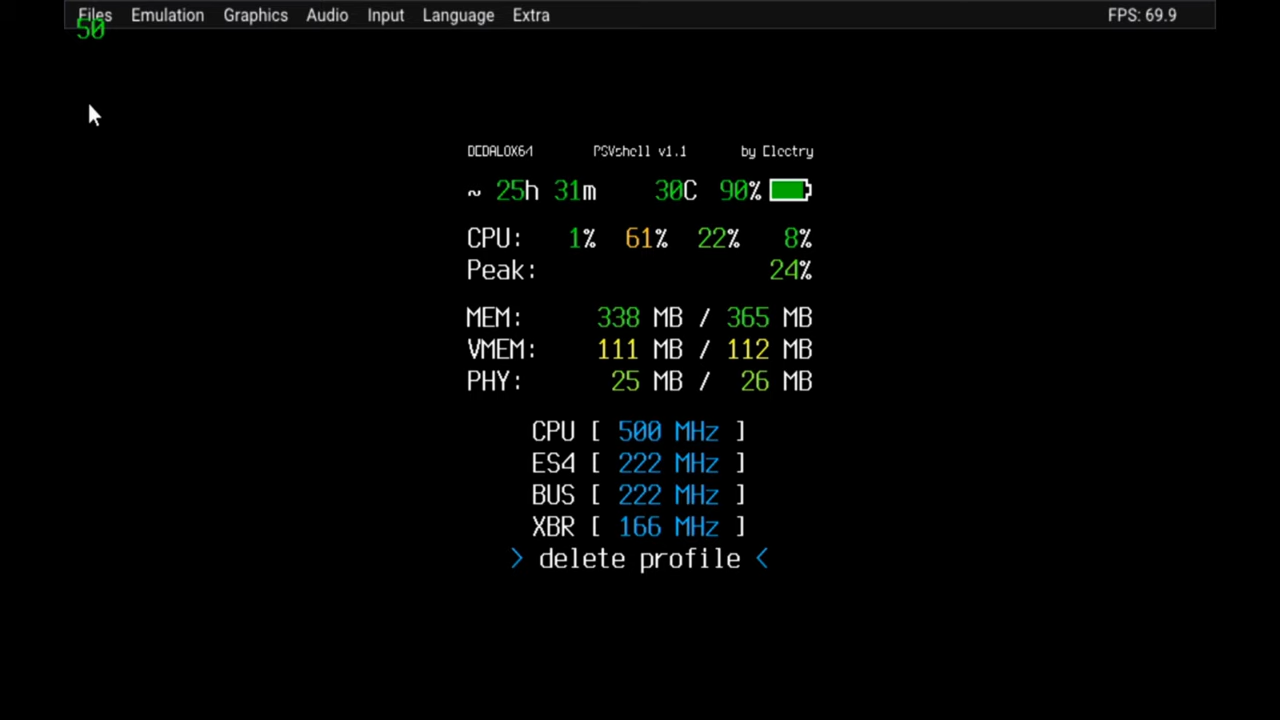 Files Emulation Graphics Audio Input Language Extra FPS: 69.9
50
DEDALOX64 PSVshell v1.1 by Electry
~ 25h 31m 30C 90%
CPU: 1% 61% 22% 8%
Peak: 24%
MEM: 338 MB / 365 MB
VMEM: 111 MB / 112 MB
PHY: 25 MB / 26 MB
CPU [ 500 MHz ]
ES4 [ 222 MHz ]
BUS [ 222 MHz ]
XBR [ 166 MHz ]
> delete profile <